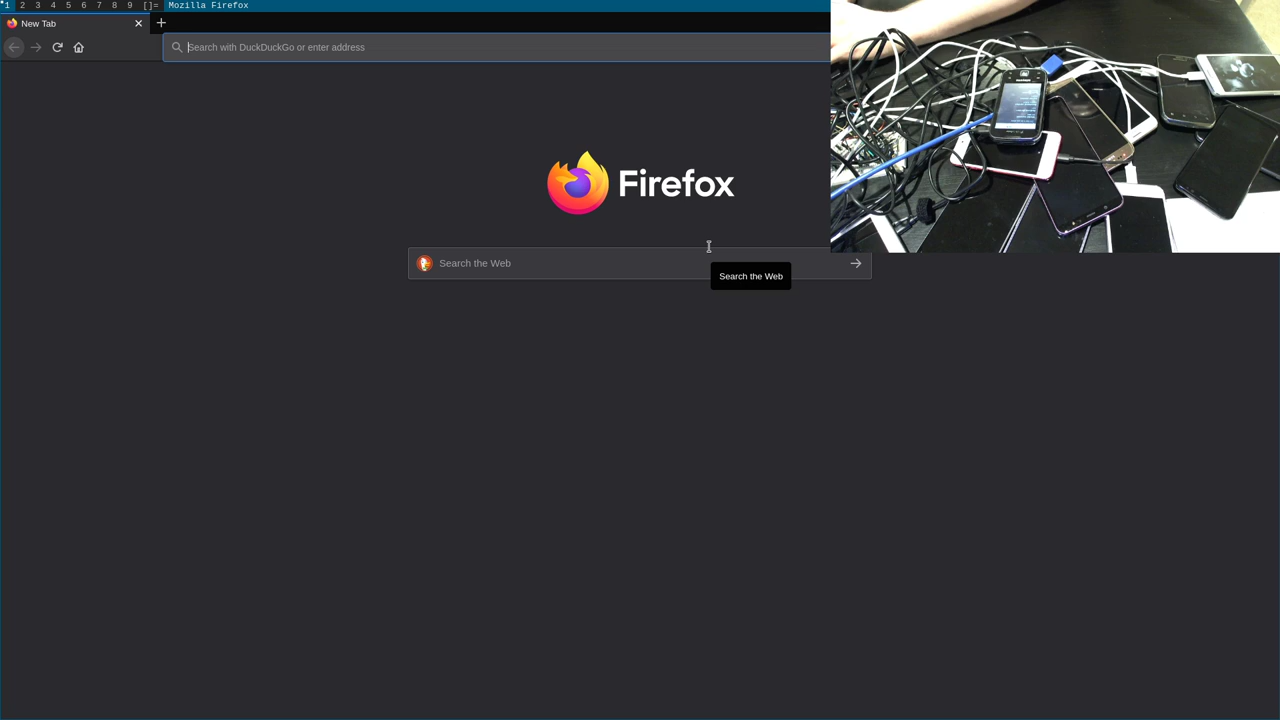 1 2 3 4 5 6 7 8 9 []= Mozilla Firefox
New Tab
Search with DuckDuckGo or enter address
Firefox
Search the Web
Search the Web